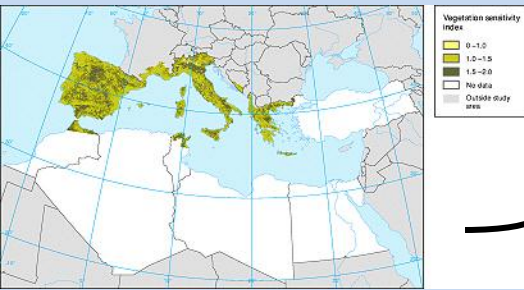 Vegetation sensitivity
index
0-1.0
1.0-1.5
1.5-2.0
No data
Outside study
area